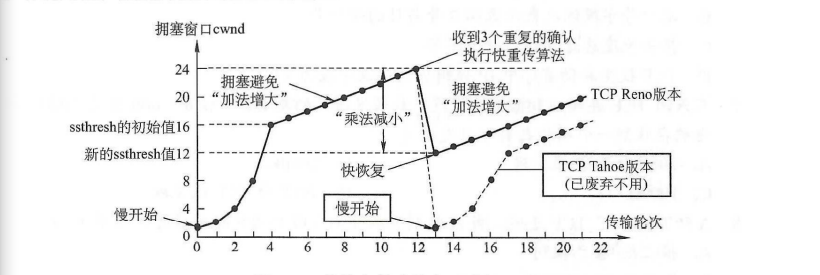 拥塞窗口cwnd
收到3个重复的确认
执行快重传算法
24
拥塞避免
“加法增大”
拥塞避免
“加法增大”
TCP Reno版本
20
“乘法减小”
ssthresh的初始值16
新的ssthresh值12
快恢复
TCP Tahoe版本
(已废弃不用)
8
4
慢开始
慢开始
传输轮次
0
0 2 4 6 8 10 12 14 16 18 20 22